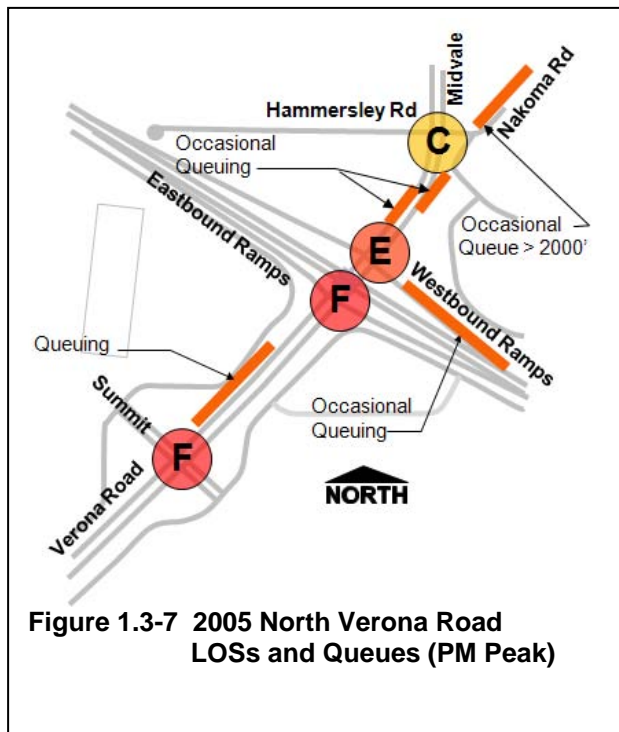 Midvale
Nakoma Rd
Hammersley Rd
C
Occasional
Queuing
Eastbound Ramps
Occasional
Queue > 2000'
E
F
Westbound Ramps
Queuing
Summit
Occasional
Queuing
F
NORTH
Verona Road
Figure 1.3-7 2005 North Verona Road
LOSs and Queues (PM Peak)